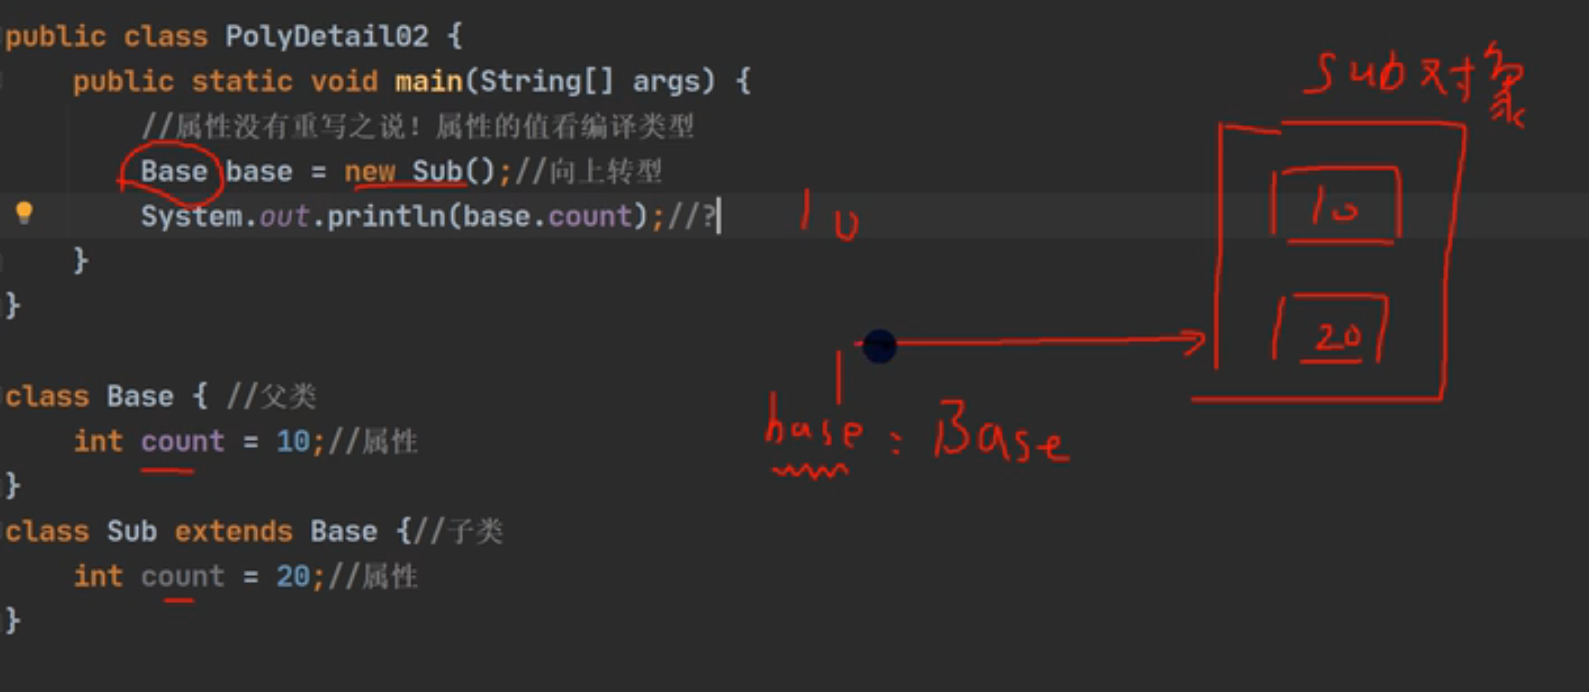 public class PolyDetail02 {
public static void main(String[] args) {
//属性没有重写之说！属性的值看编译类型
Base base = new Sub();//向上转型
System.out.println(base.count);//?
10
}
}
class Base { //父类
int count = 10;//属性
}
class Sub extends Base {//子类
int count = 20;//属性
}
Sub对象
10
20
base : Base